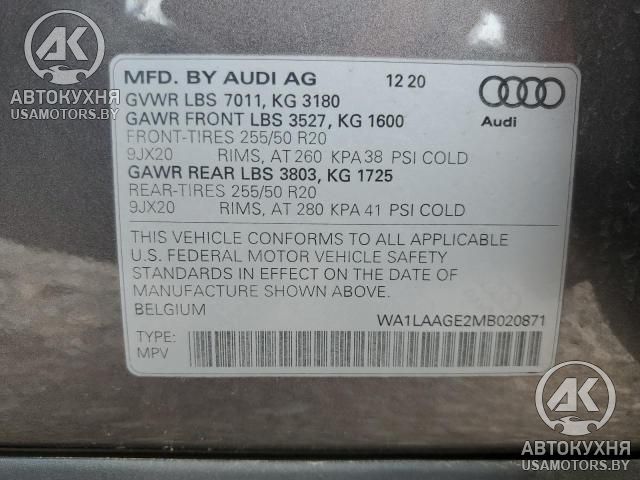 AK
АВТОКУХНЯ
USAMOTORS.BY
MFD. BY AUDI AG 12 20
GVWR LBS 7011, KG 3180
GAWR FRONT LBS 3527, KG 1600
FRONT-TIRES 255/50 R20
9JX20 RIMS, AT 260 KPA 38 PSI COLD
GAWR REAR LBS 3803, KG 1725
REAR-TIRES 255/50 R20
9JX20 RIMS, AT 280 KPA 41 PSI COLD
Audi
THIS VEHICLE CONFORMS TO ALL APPLICABLE
U.S. FEDERAL MOTOR VEHICLE SAFETY
STANDARDS IN EFFECT ON THE DATE OF
MANUFACTURE SHOWN ABOVE.
BELGIUM WA1LAAGE2MB020871
TYPE:
MPV
AK
АВТОКУХНЯ
USAMOTORS.BY